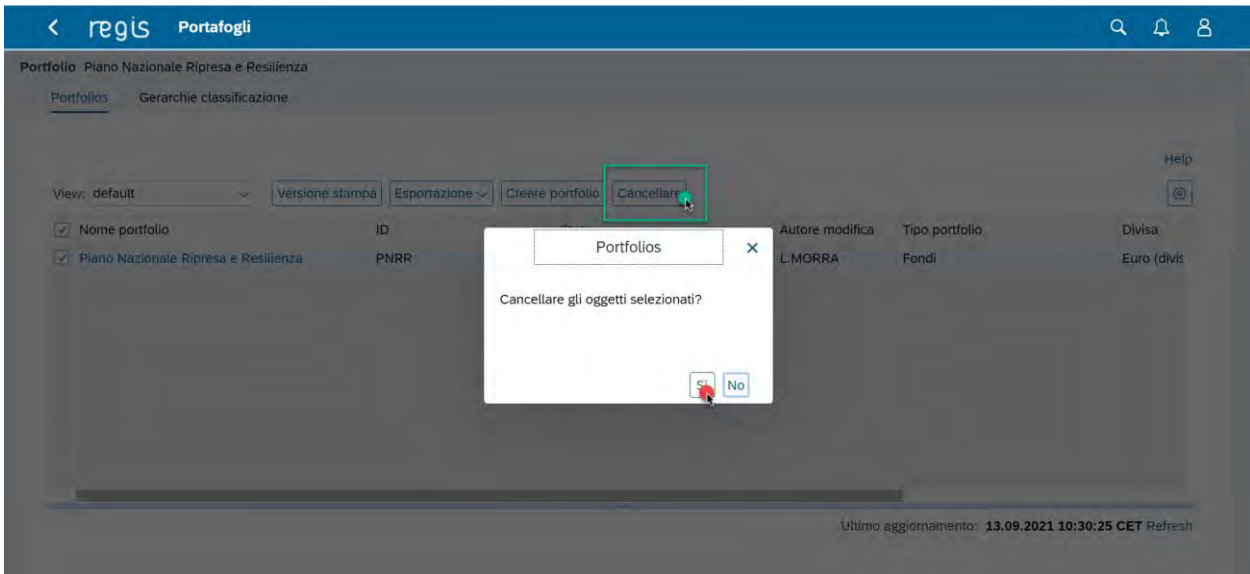 regis Portafogli
Portfolio Piano Nazionale Ripresa e Resilienza
Portfolios Gerarchie classificazione
Help
View: default Versione stampa Esportazione Creare portfolio Cancellare
Nome portfolio ID Autore modifica Tipo portfolio Divisa
Piano Nazionale Ripresa e Resilienza PNRR L.MORRA Fondi Euro (divis
Portfolios
Cancellare gli oggetti selezionati?
No
Ultimo aggiornamento: 13.09.2021 10:30:25 CET Refresh